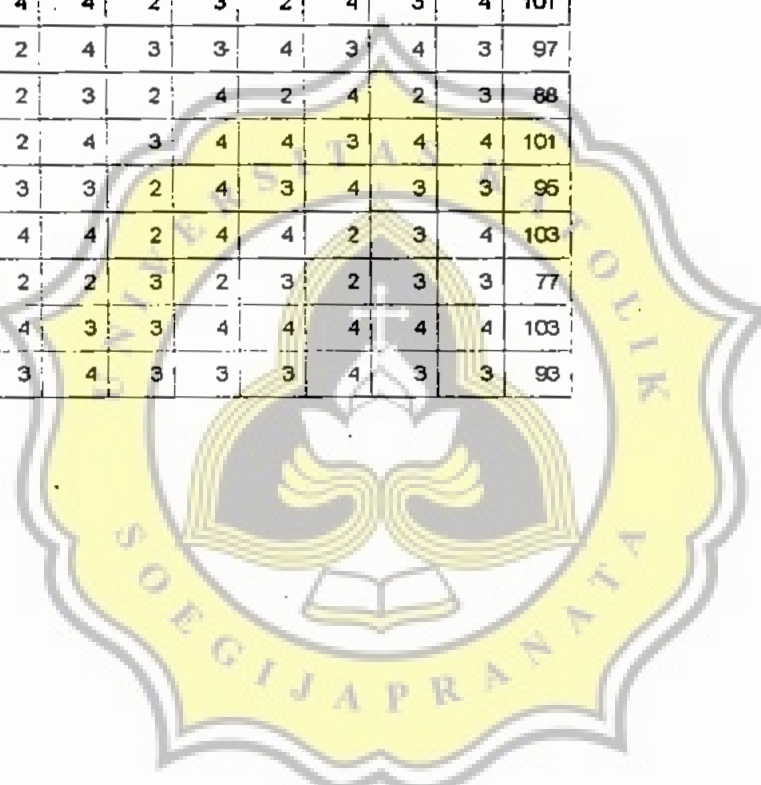 4 4 2 3 2 4 3 4 101
2 4 3 3 4 3 4 3 97
2 3 2 4 2 4 2 3 88
2 4 3 4 4 3 4 4 101
3 3 2 4 3 4 3 3 95
4 4 2 4 4 2 3 4 103
2 2 3 2 3 2 3 3 77
4 3 3 4 4 4 4 4 103
3 4 3 3 3 4 3 3 93
UNIVERSITAS KATOLIK
SOEGIJAPRANATA